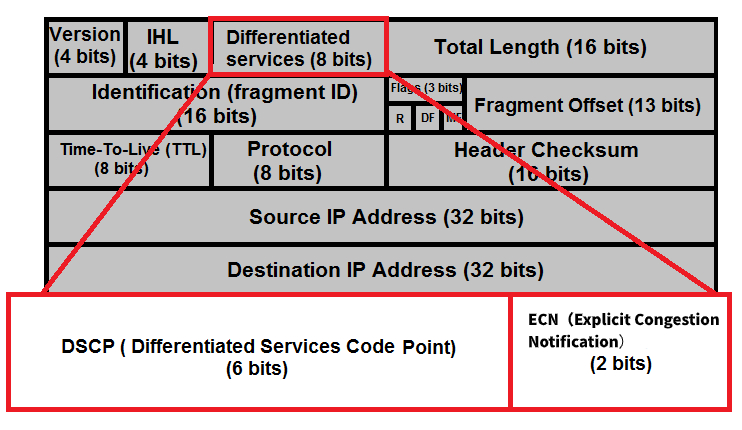 Version
(4 bits)
IHL
(4 bits)
Differentiated
services (8 bits)
Total Length (16 bits)
Identification (fragment ID)
(16 bits)
Flags (3 bits)
R
DF
MF
Fragment Offset (13 bits)
Time-To-Live (TTL)
(8 bits)
Protocol
(8 bits)
Header Checksum
(16 bits)
Source IP Address (32 bits)
Destination IP Address (32 bits)
DSCP ( Differentiated Services Code Point)
(6 bits)
ECN（Explicit Congestion
Notification）
(2 bits)